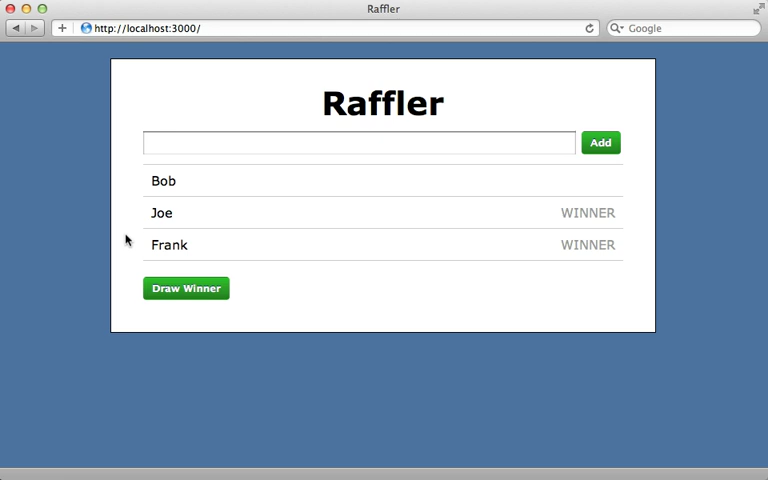 Raffler
http://localhost:3000/
Google
Raffler
Add
Bob
Joe WINNER
Frank WINNER
Draw Winner